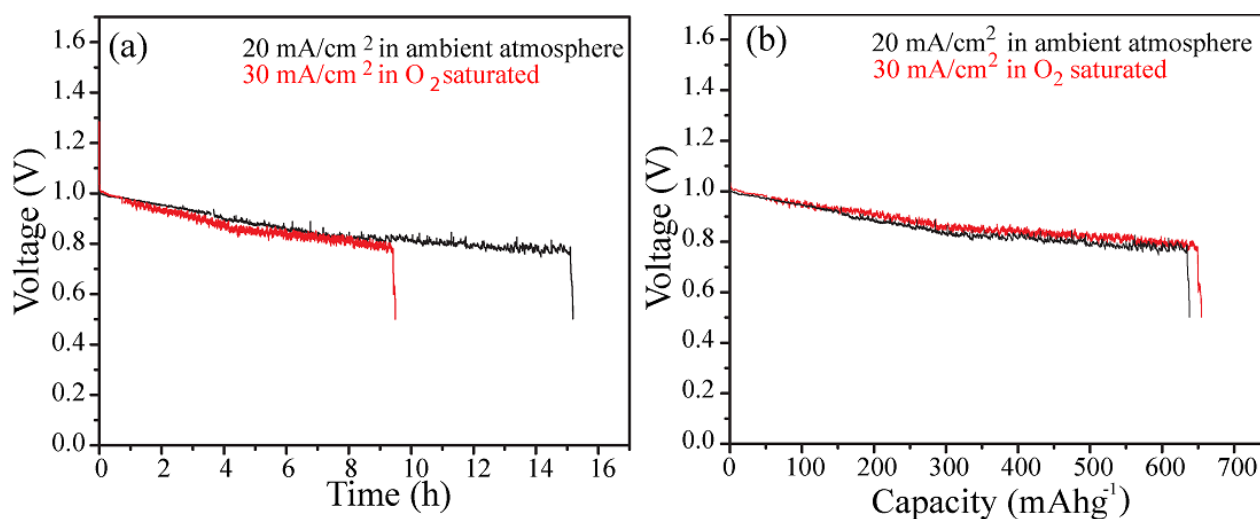 (a)
20 mA/cm 2 in ambient atmosphere
30 mA/cm 2 in O 2 saturated
1.6
1.4
1.2
1.0
0.8
0.6
0.4
0.2
0.0
Voltage (V)
0 2 4 6 8 10 12 14 16
Time (h)
(b)
20 mA/cm2 in ambient atmosphere
30 mA/cm2 in O2 saturated
1.6
1.4
1.2
1.0
0.8
0.6
0.4
0.2
0.0
Voltage (V)
0 100 200 300 400 500 600 700
Capacity (mAhg-1)